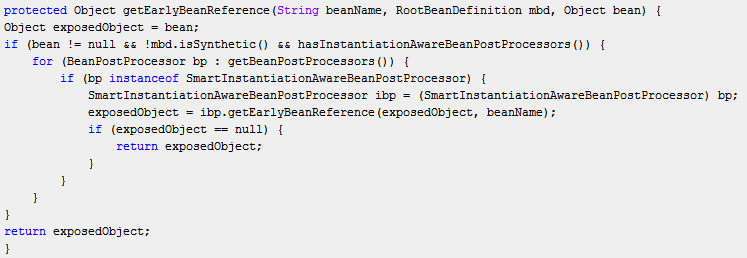 protected Object getEarlyBeanReference(String beanName, RootBeanDefinition mbd, Object bean) {
Object exposedObject = bean;
if (bean != null && !mbd.isSynthetic() && hasInstantiationAwareBeanPostProcessors()) {
    for (BeanPostProcessor bp : getBeanPostProcessors()) {
        if (bp instanceof SmartInstantiationAwareBeanPostProcessor) {
            SmartInstantiationAwareBeanPostProcessor ibp = (SmartInstantiationAwareBeanPostProcessor) bp;
            exposedObject = ibp.getEarlyBeanReference(exposedObject, beanName);
            if (exposedObject == null) {
                return exposedObject;
            }
        }
    }
}
return exposedObject;
}